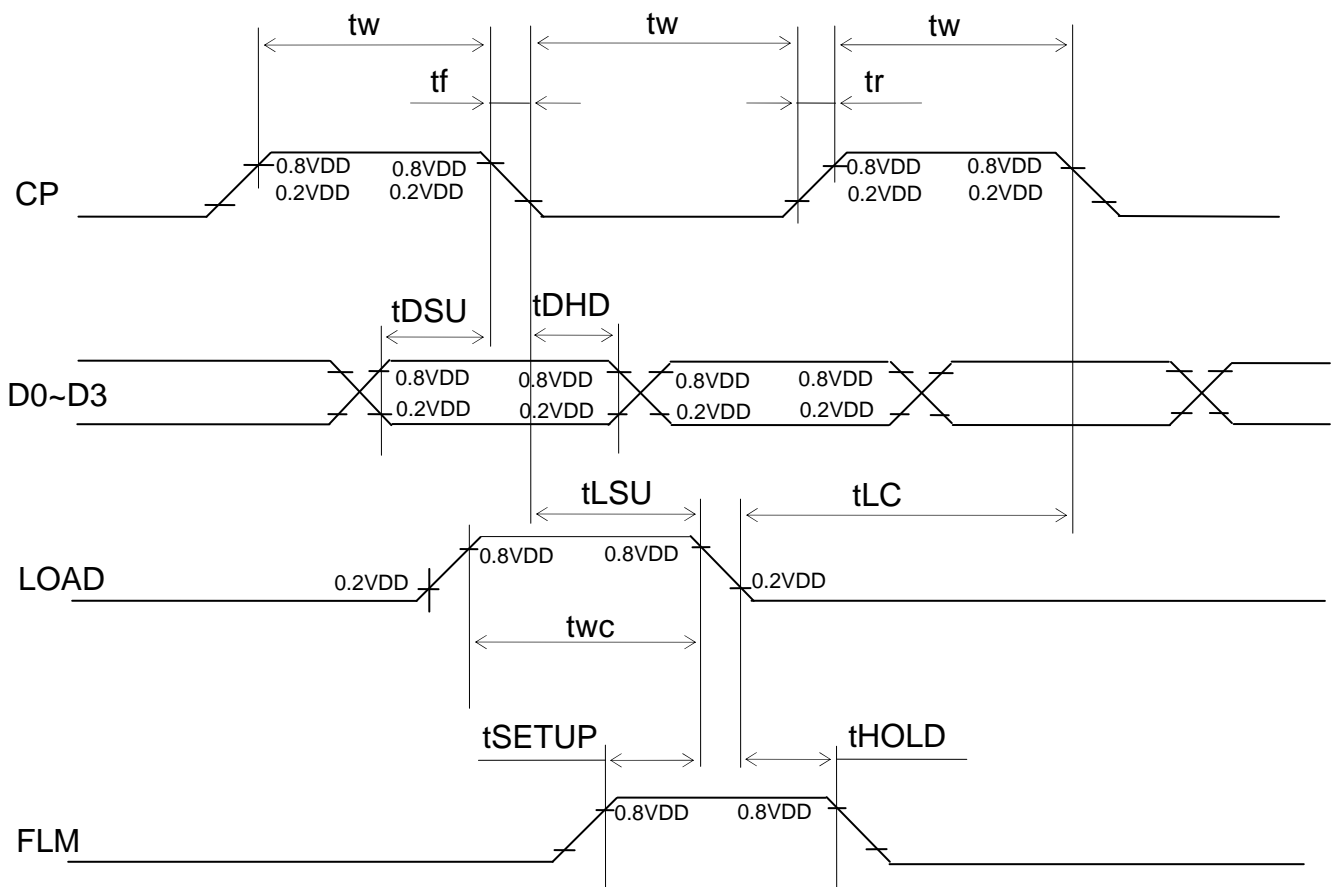 tw tw tw
tf tr
CP
0.8VDD 0.8VDD 0.8VDD 0.8VDD
0.2VDD 0.2VDD 0.2VDD 0.2VDD
tDSU tDHD
D0~D3
0.8VDD 0.8VDD 0.8VDD 0.8VDD
0.2VDD 0.2VDD 0.2VDD 0.2VDD
tLSU tLC
LOAD
0.8VDD 0.8VDD
0.2VDD 0.2VDD
twc
tSETUP tHOLD
FLM
0.8VDD 0.8VDD